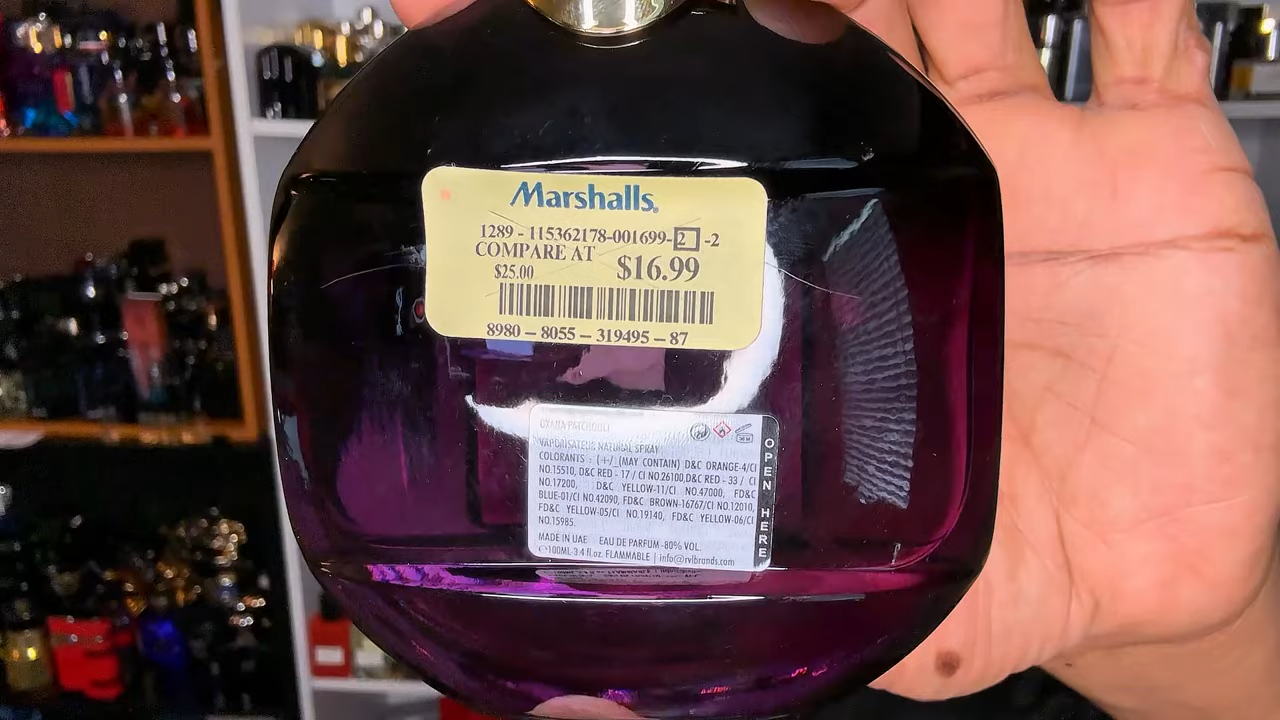 Marshalls.
1289 - 115362178-001699-2 -2
COMPARE AT
$25.00
$16.99
8980 – 8055 – 319495 – 87
OXANA PATCHOULI
VAPORISATEUR NATURAL SPRAY
COLORANTS : (+/_(MAY CONTAIN) D&C ORANGE-4/CI
NO.15510, D&C RED - 17 / CI NO.26100,D&C RED - 33 / CI
NO.17200, D&C YELLOW-11/CI NO.47000, FD&C
BLUE-01/CI NO.42090, FD&C BROWN-16767/CI NO.12010,
FD&C YELLOW-05/CI NO.19140, FD&C YELLOW-06/CI
NO.15985.
MADE IN UAE EAU DE PARFUM -80% VOL.
℮100ML-3.4 fl.oz. FLAMMABLE | info@rvlbrands.com
OPEN HERE